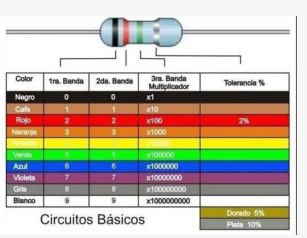 Color 1ra. Banda 2da. Banda 3ra. Banda Multiplicador Tolerancia %
Negro 0 0 x1
Cafe 1 1 x10
Rojo 2 2 x100 2%
Naranja 3 3 x1000
Verde 5 5 x100000
Azul 6 6 x1000000
Violeta 7 7 x10000000
Gris 8 8 x100000000
Blanco 9 9 x1000000000
Dorado 5%
Plata 10%
Circuitos Básicos